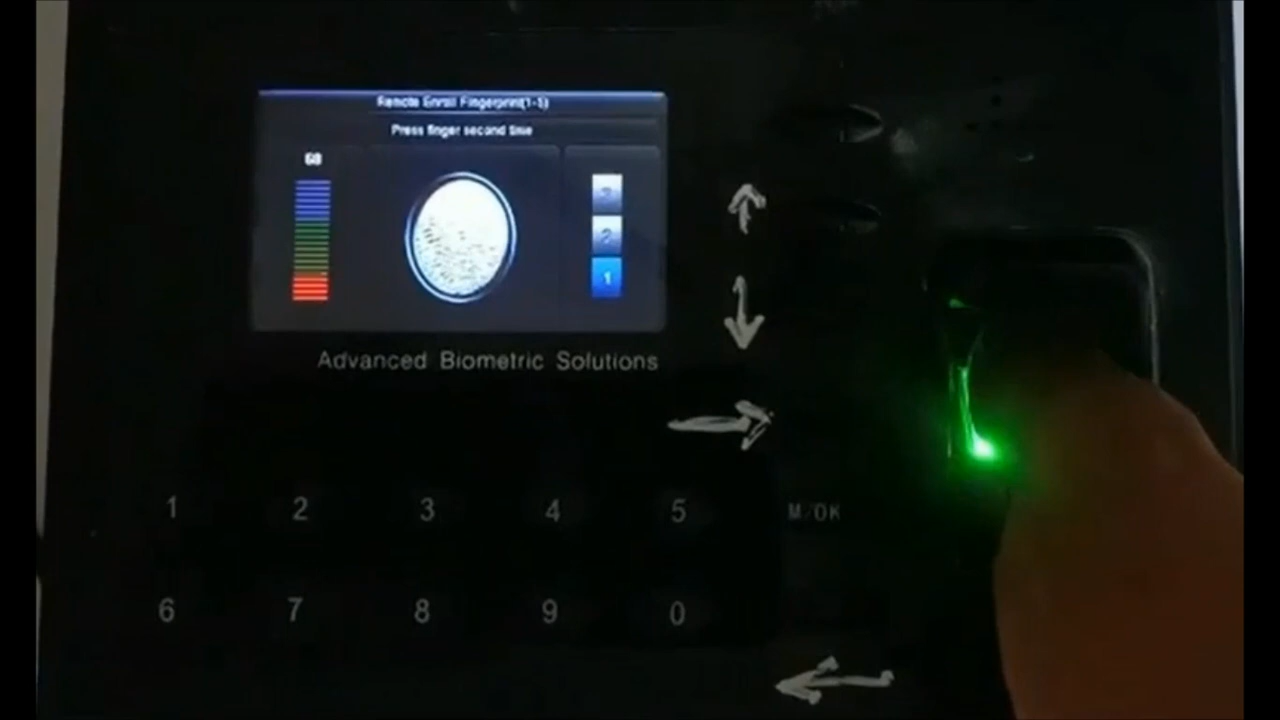 Remote Enroll Fingerprint(1-5)
Press finger second time
68
3
2
1
Advanced Biometric Solutions
1 2 3 4 5 M/OK
6 7 8 9 0